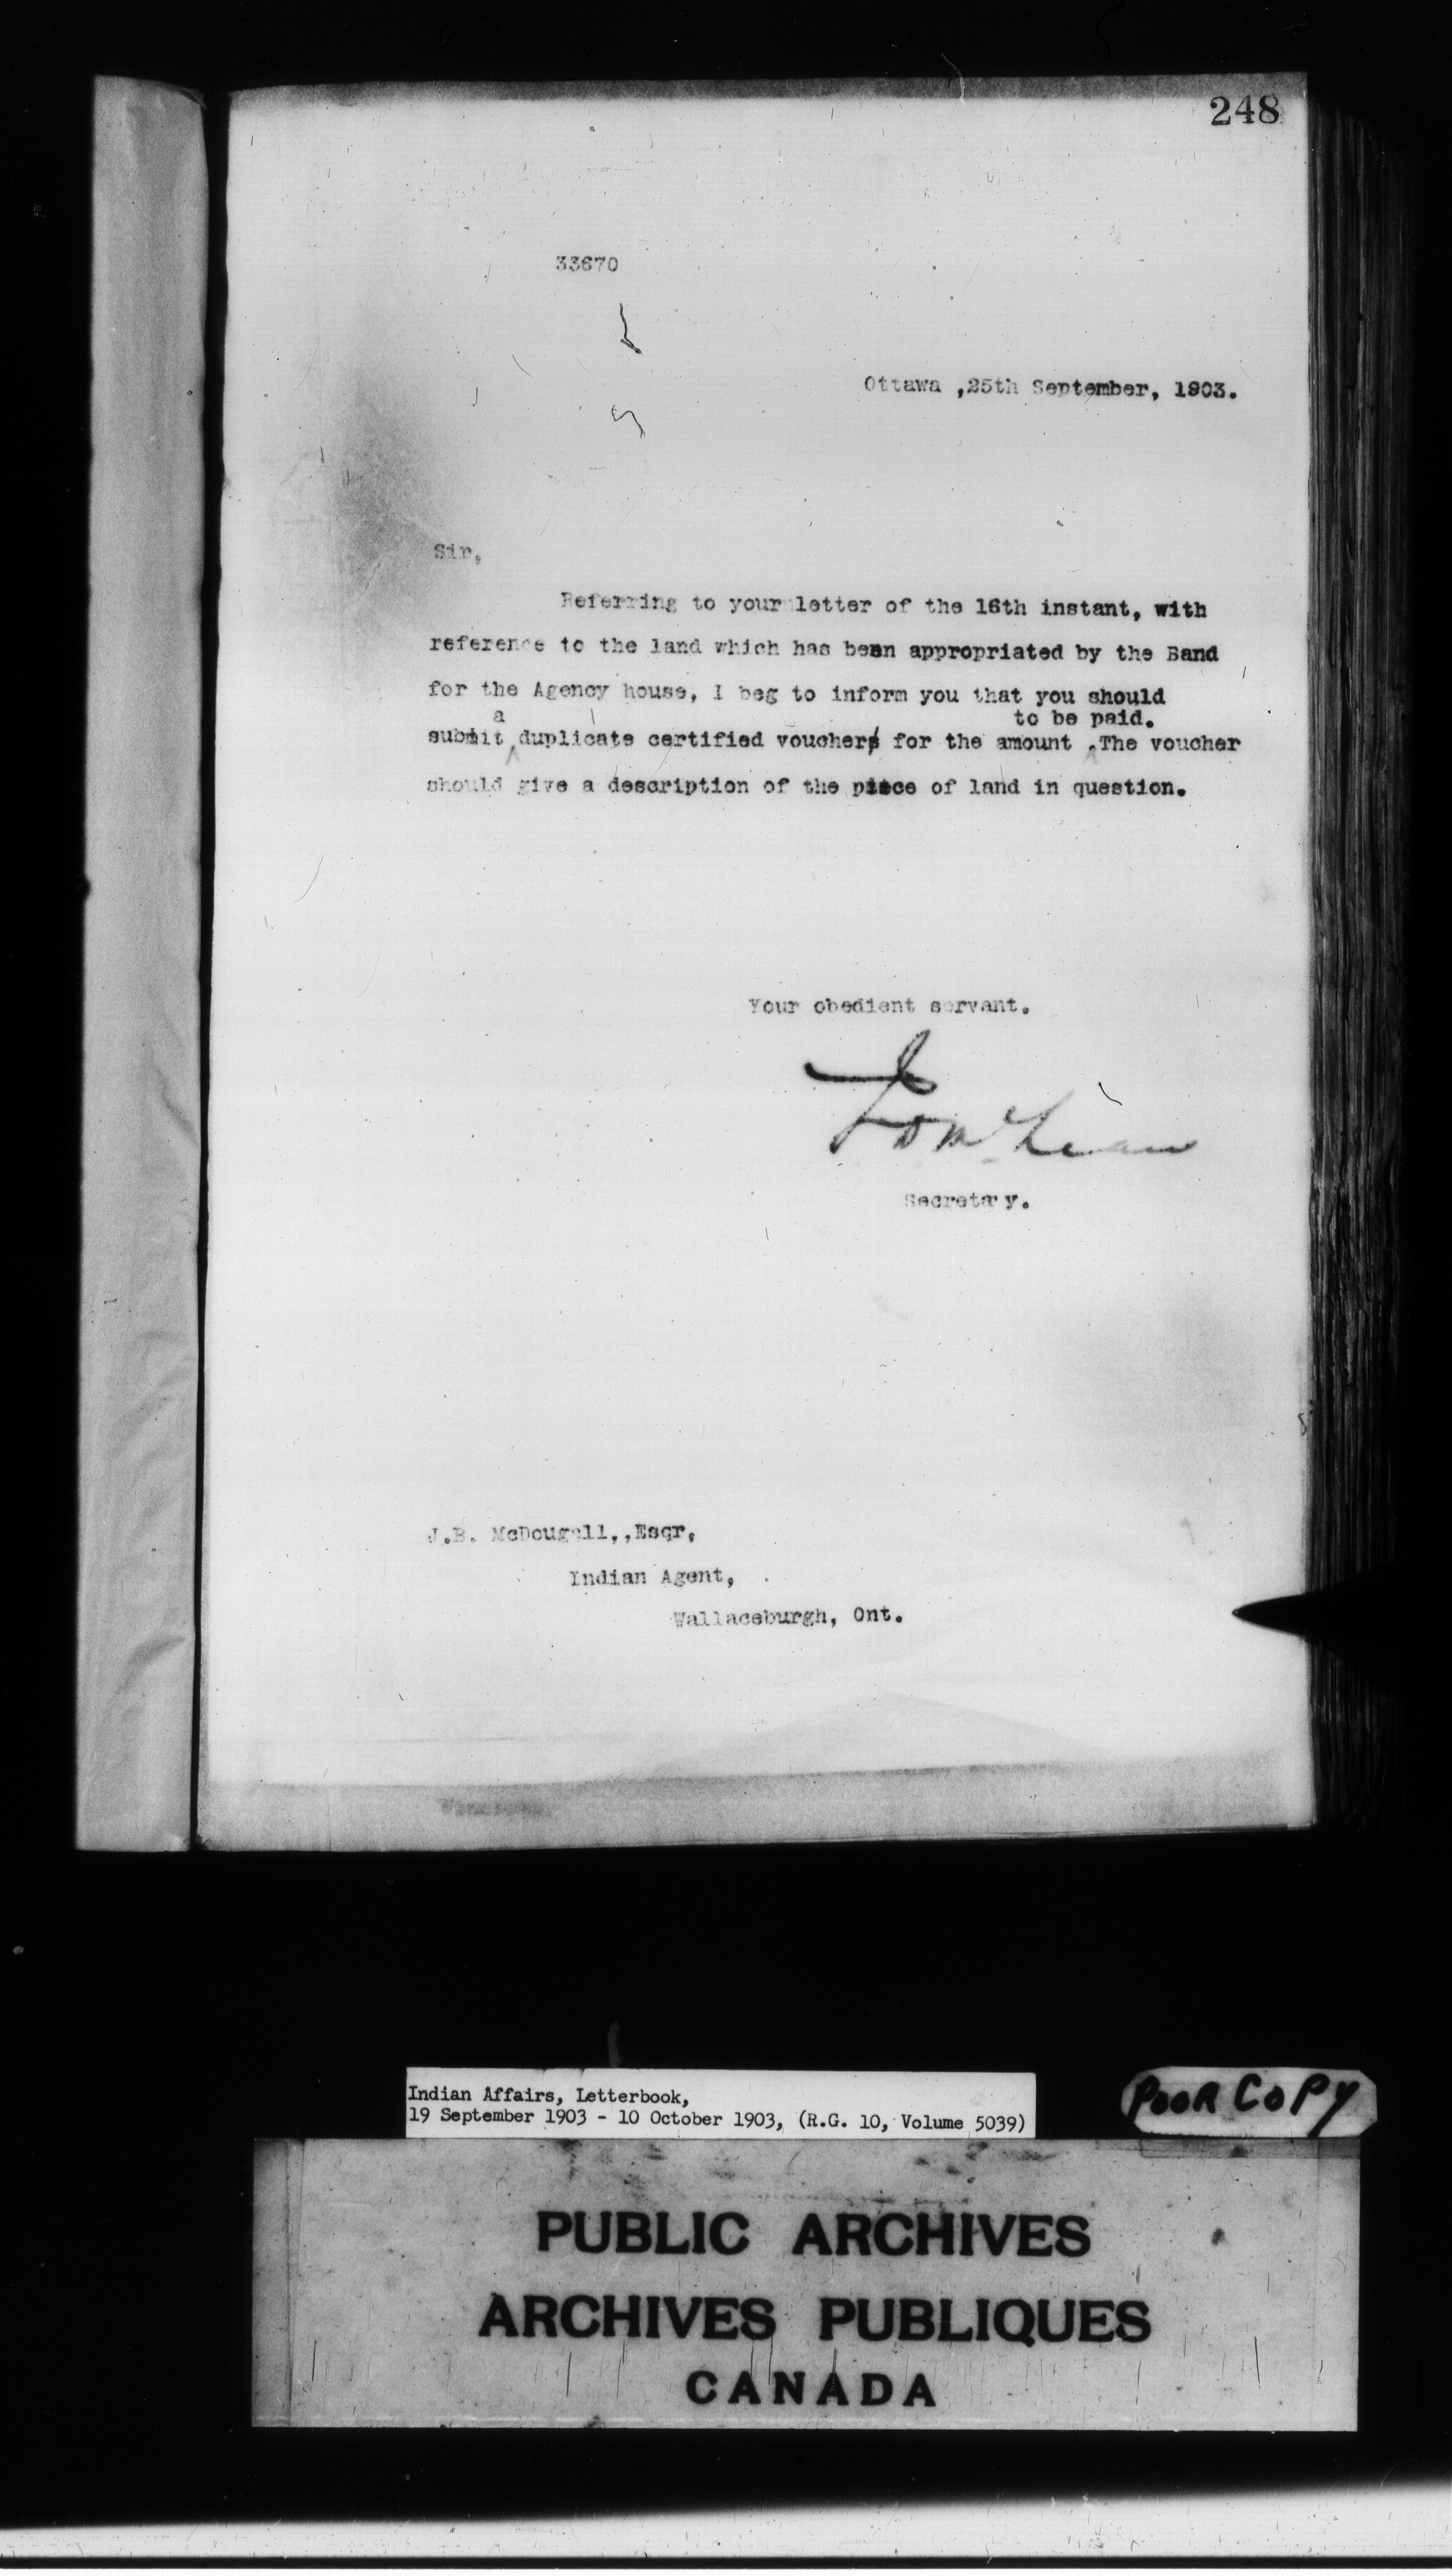 248
33670
Ottawa ,25th September, 1903.
Sir,
Referring to your letter of the 16th instant, with
reference to the land which has been appropriated by the Band
for the Agency house, I beg to inform you that you should
a to be paid.
submit duplicate certified voucher for the amount .The voucher
should give a description of the piece of land in question.
Your obedient servant.
J D McLean
Secretary.
J.B. McDougall,,Esqr,
Indian Agent,
Wallaceburgh, Ont.
Indian Affairs, Letterbook,
19 September 1903 - 10 October 1903, (R.G. 10, Volume 5039)
POOR COPY
PUBLIC ARCHIVES
ARCHIVES PUBLIQUES
CANADA